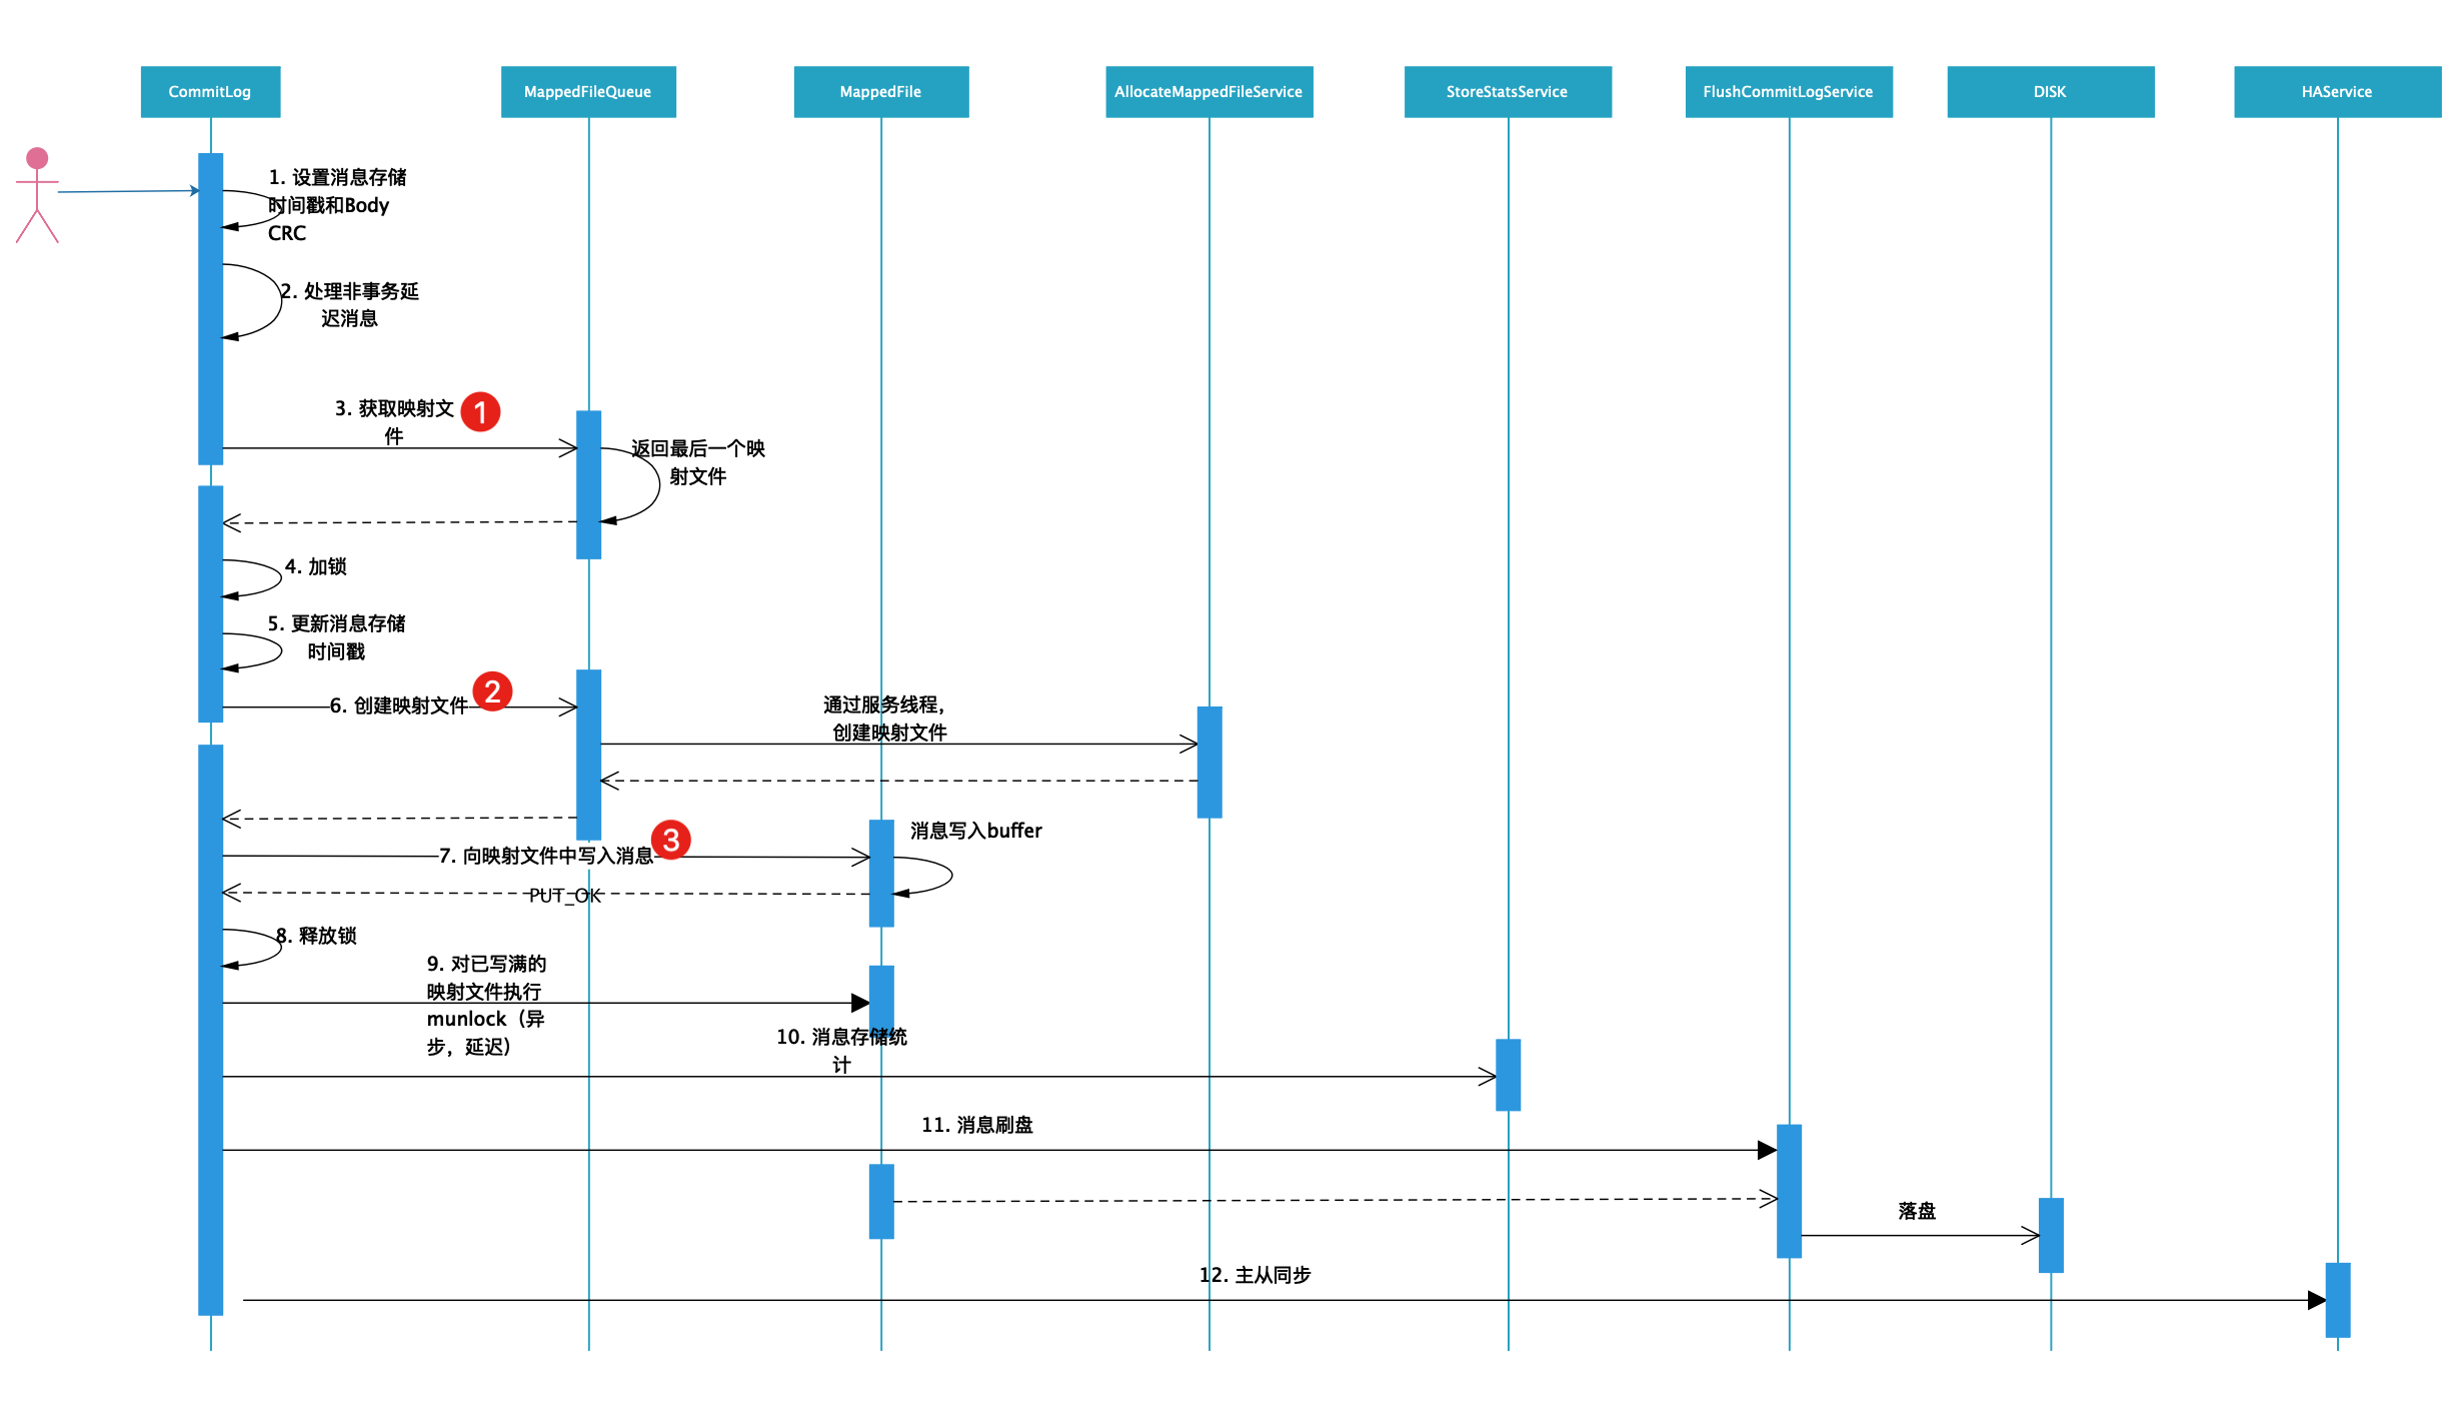 CommitLog
MappedFileQueue
MappedFile
AllocateMappedFileService
StoreStatsService
FlushCommitLogService
DISK
HAService
1. 设置消息存储
时间戳和Body
CRC
2. 处理非事务延
迟消息
3. 获取映射文
件
1
返回最后一个映
射文件
4. 加锁
5. 更新消息存储
时间戳
6. 创建映射文件
2
通过服务线程,
创建映射文件
消息写入buffer
7. 向映射文件中写入消息
3
PUT_OK
8. 释放锁
9. 对已写满的
映射文件执行
munlock（异
步，延迟）
10. 消息存储统
计
11. 消息刷盘
落盘
12. 主从同步